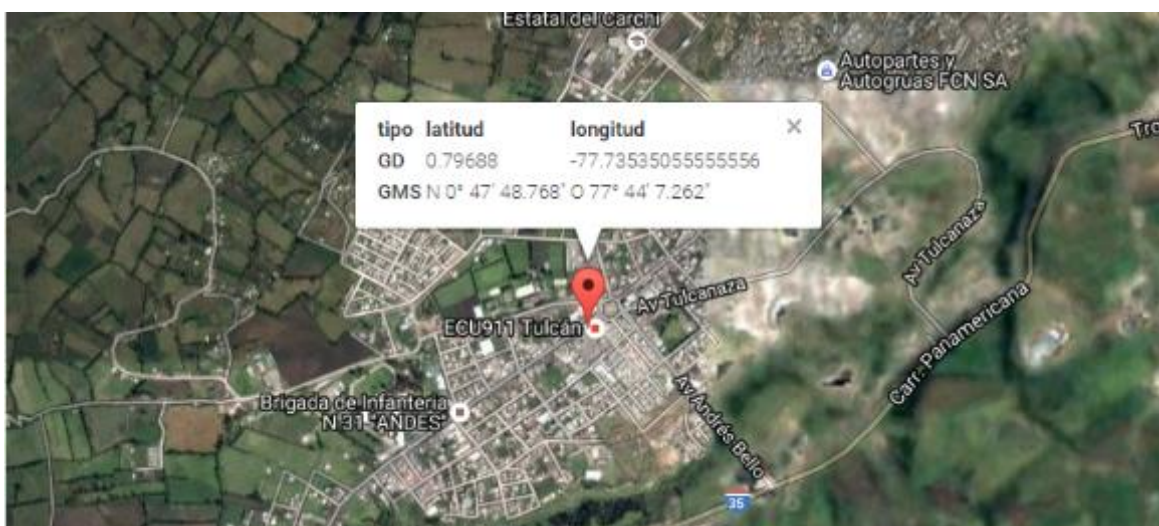 Estatal del Carchi
Autopartes y
Autogruas FCN SA
tipo latitud longitud ×
GD 0.79688 -77.73535055555556
GMS N 0° 47' 48.768" O 77° 44' 7.262"
Av Tulcanaza
Av Tulcanaza
Carr. Panamericana
ECU911 Tulcán
Brigada de Infanteria
N 31 "AÑDES"
Av Andrés Bello
35